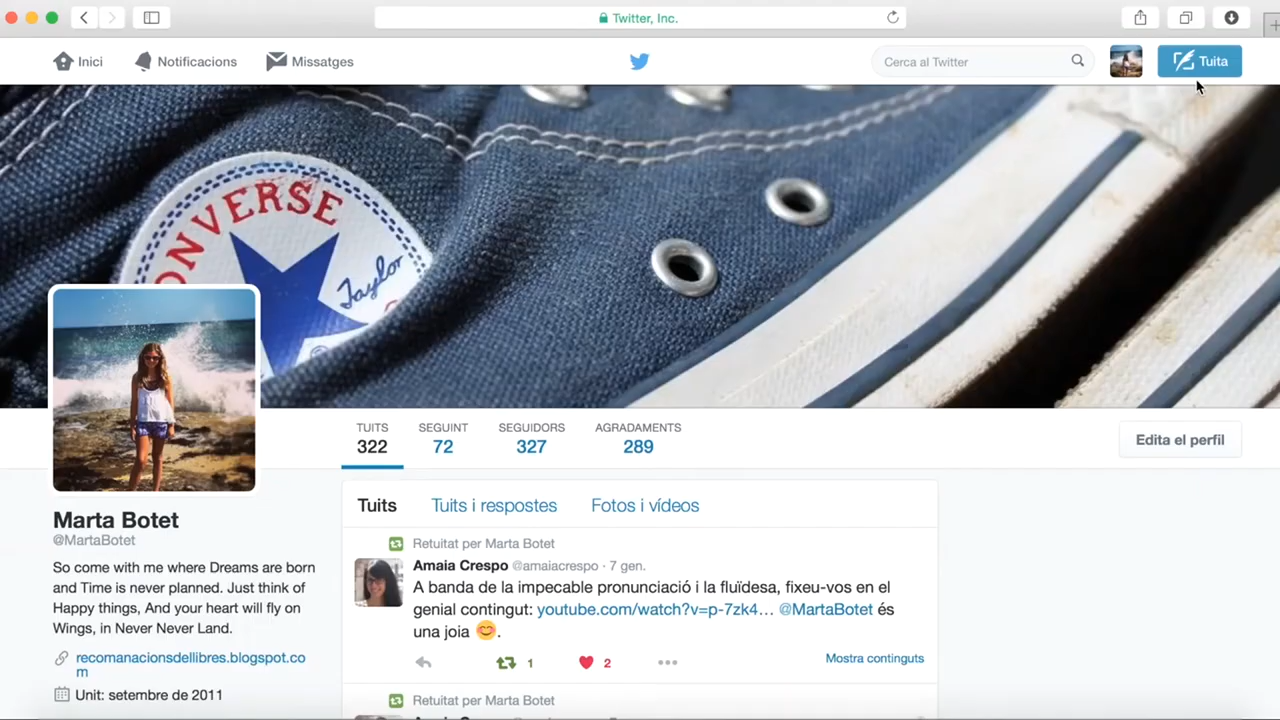 Twitter, Inc.
Inici
Notificacions
Missatges
Cerca al Twitter
Tuita
CONVERSE
Taylor
TUITS
322
SEGUINT
72
SEGUIDORS
327
AGRADAMENTS
289
Edita el perfil
Marta Botet
@MartaBotet
So come with me where Dreams are born
and Time is never planned. Just think of
Happy things, And your heart will fly on
Wings, in Never Never Land.
recomanacionsdellibres.blogspot.co
m
Unit: setembre de 2011
Tuits
Tuits i respostes
Fotos i vídeos
Retuitat per Marta Botet
Amaia Crespo @amaiacrespo · 7 gen.
A banda de la impecable pronunciació i la fluïdesa, fixeu-vos en el
genial contingut: youtube.com/watch?v=p-7zk4… @MartaBotet és
una joia 😊.
1
2
Mostra continguts
Retuitat per Marta Botet